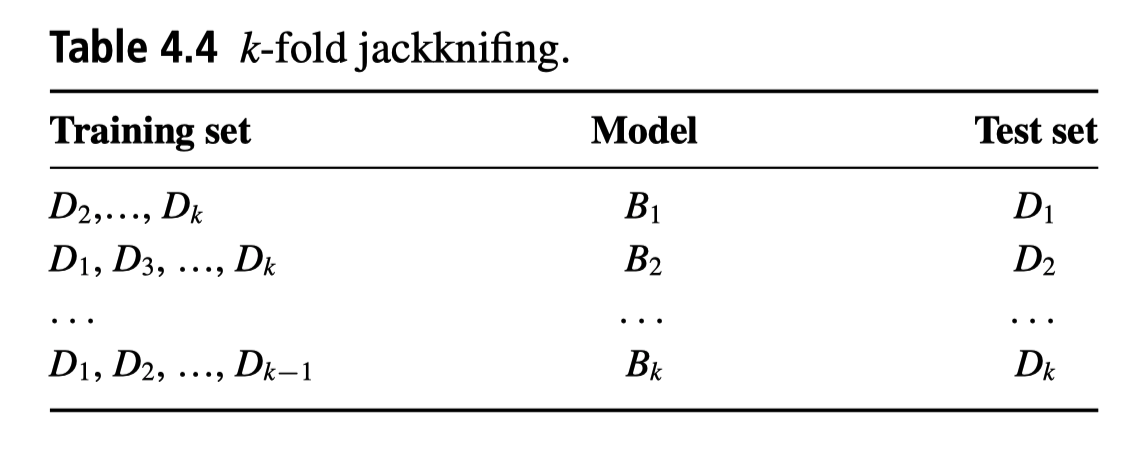 Table 4.4 k-fold jackknifing.
Training set Model Test set
D₂,…, Dₖ B₁ D₁
D₁, D₃, …, Dₖ B₂ D₂
... ... ...
D₁, D₂, …, Dₖ₋₁ Bₖ Dₖ